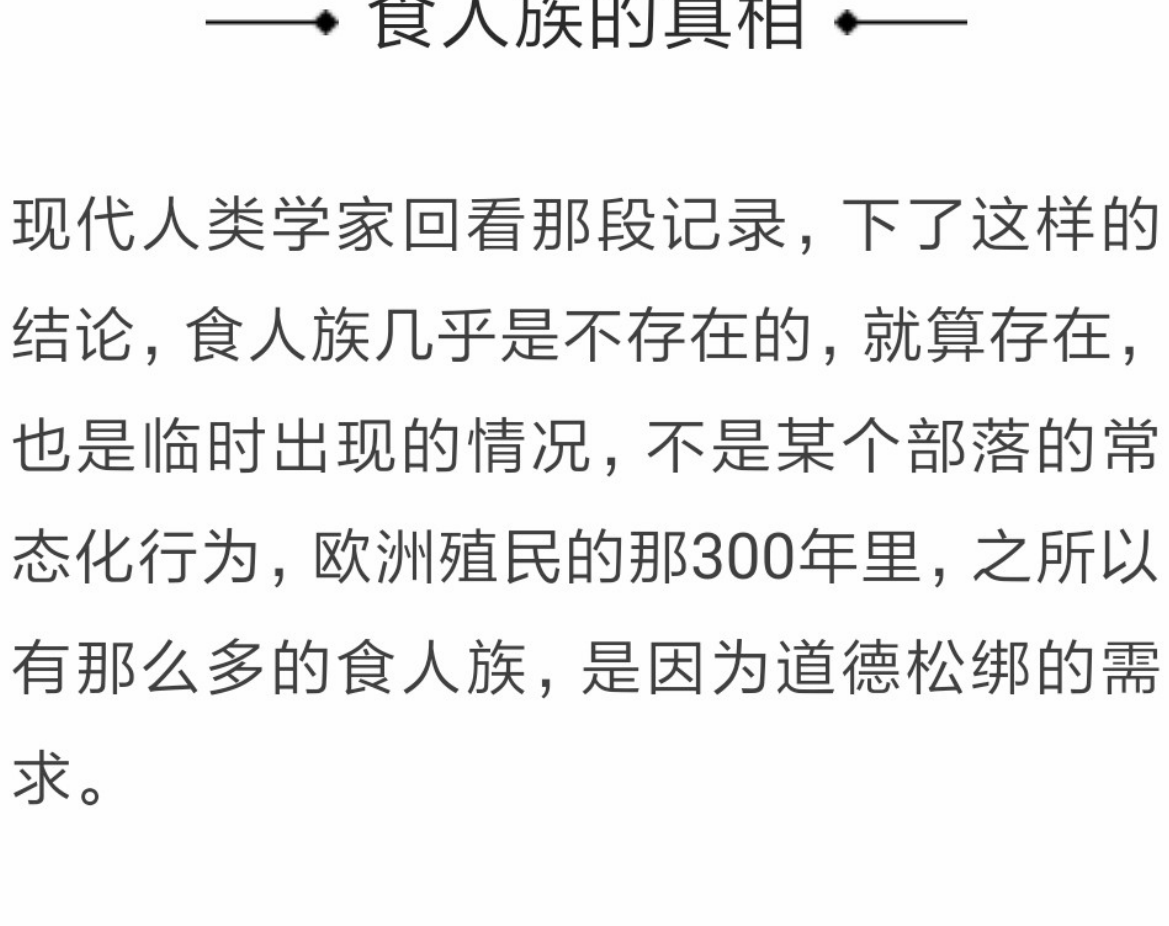 食人族的真相
现代人类学家回看那段记录，下了这样的
结论，食人族几乎是不存在的，就算存在，
也是临时出现的情况，不是某个部落的常
态化行为，欧洲殖民的那300年里，之所以
有那么多的食人族，是因为道德松绑的需
求。